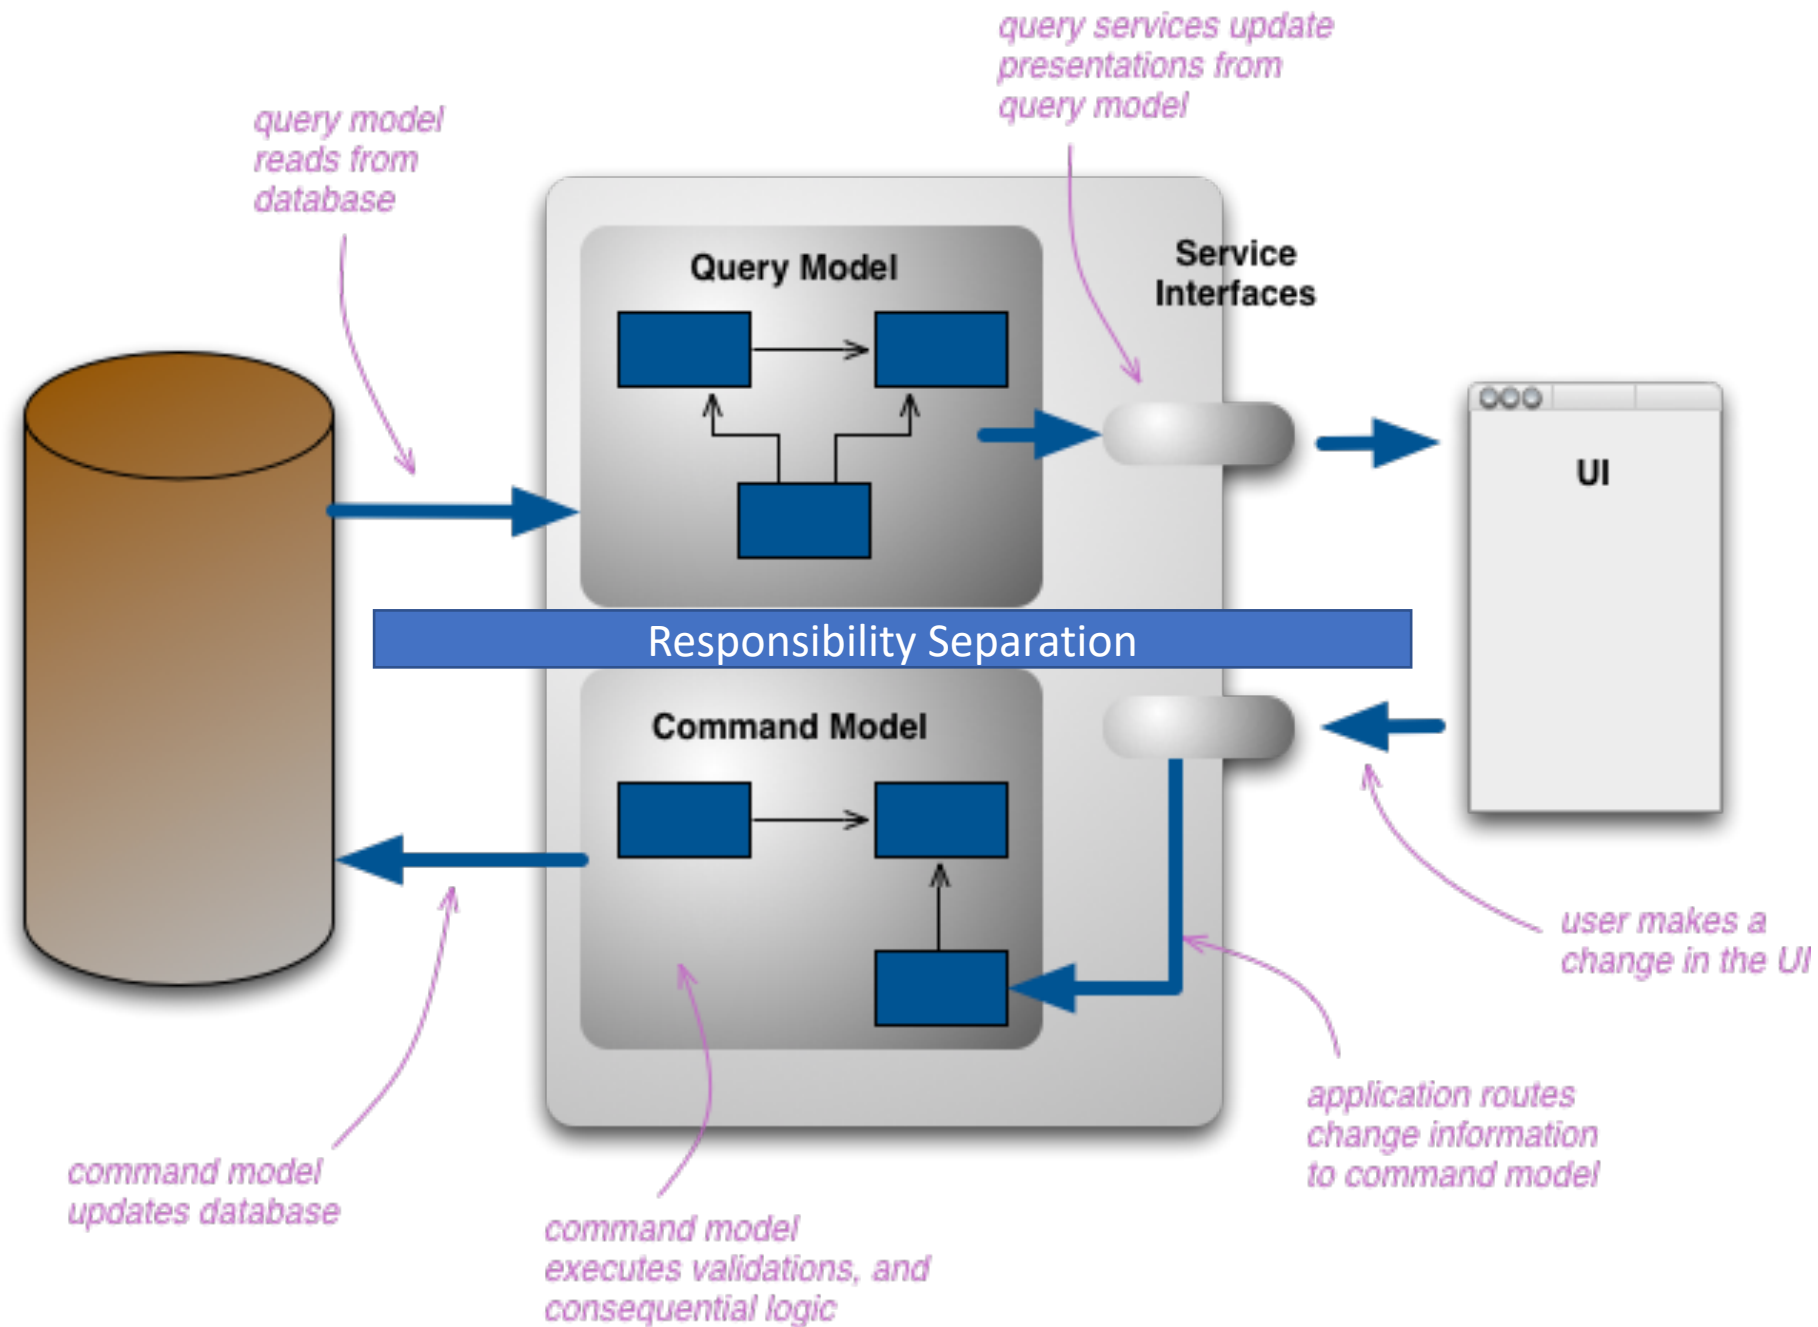 query services update
presentations from
query model
query model
reads from
database
Query Model
Service
Interfaces
UI
Responsibility Separation
Command Model
user makes a
change in the UI
application routes
change information
to command model
command model
updates database
command model
executes validations, and
consequential logic